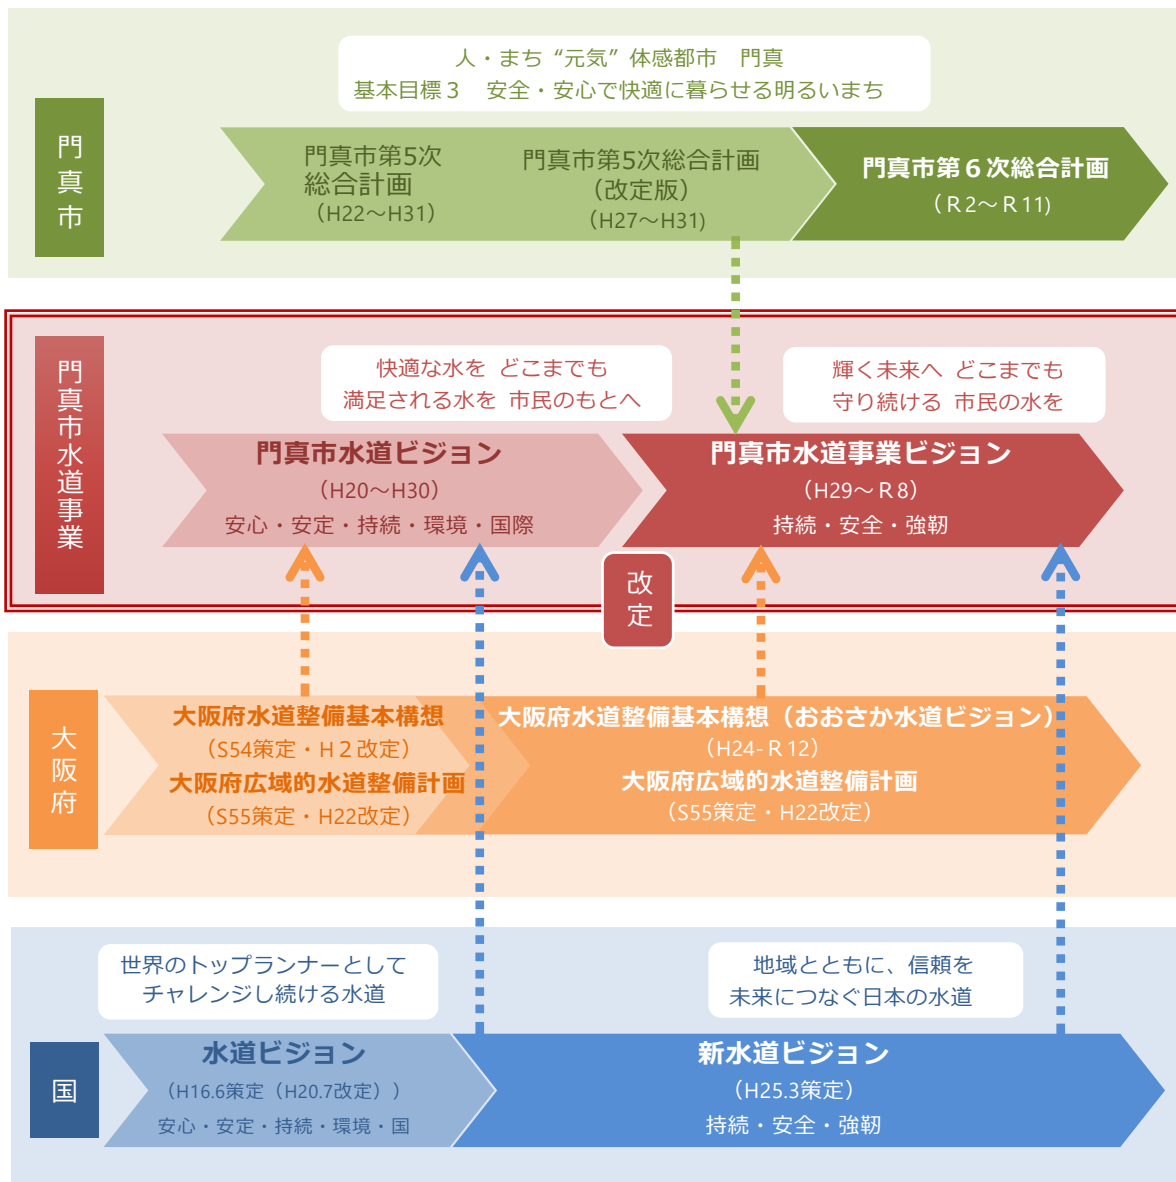 人・まち “元気” 体感都市　門真
基本目標３　安全・安心で快適に暮らせる明るいまち
門真市
門真市第5次
総合計画
（H22～H31）
門真市第5次総合計画
（改定版）
（H27～H31)
門真市第６次総合計画
（Ｒ2～Ｒ11)
門真市水道事業
快適な水を どこまでも
満足される水を 市民のもとへ
輝く未来へ どこまでも
守り続ける 市民の水を
門真市水道ビジョン
（H20～H30）
安心・安定・持続・環境・国際
門真市水道事業ビジョン
（H29～Ｒ8）
持続・安全・強靭
改定
大阪府
大阪府水道整備基本構想
（S54策定・H２改定）
大阪府広域的水道整備計画
（S55策定・H22改定）
大阪府水道整備基本構想（おおさか水道ビジョン）
（H24-Ｒ12）
大阪府広域的水道整備計画
（S55策定・H22改定）
国
世界のトップランナーとして
チャレンジし続ける水道
地域とともに、信頼を
未来につなぐ日本の水道
水道ビジョン
（H16.6策定（H20.7改定））
安心・安定・持続・環境・国
新水道ビジョン
（H25.3策定）
持続・安全・強靭